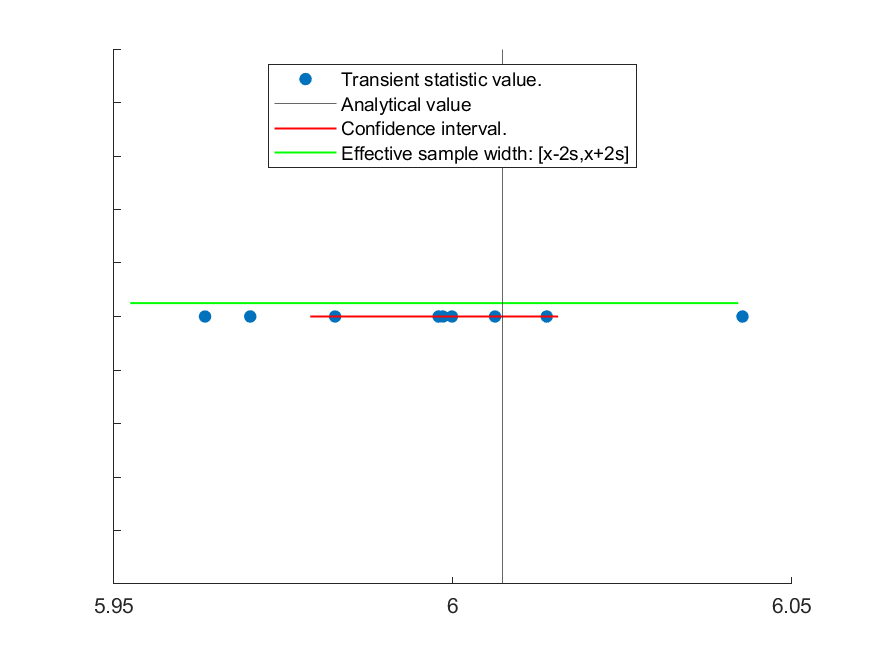 Transient statistic value.
Analytical value
Confidence interval.
Effective sample width: [x-2s,x+2s]
5.95
6
6.05